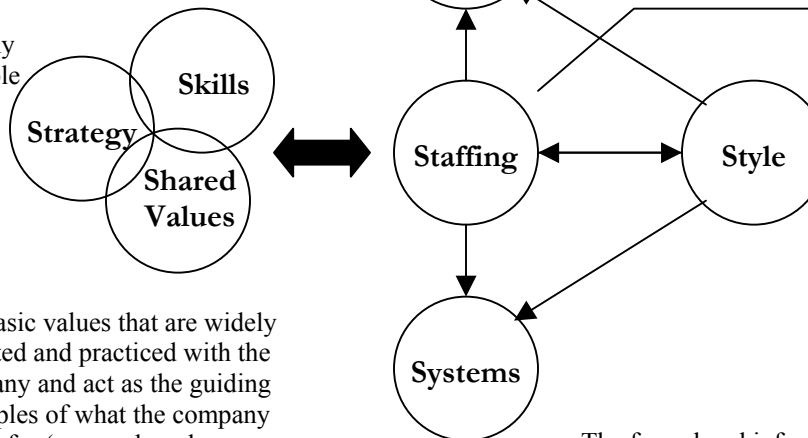 Skills
Strategy
Shared
Values
Staffing
Style
Systems
asic values that are widely
ted and practiced with the
any and act as the guiding
ples of what the company